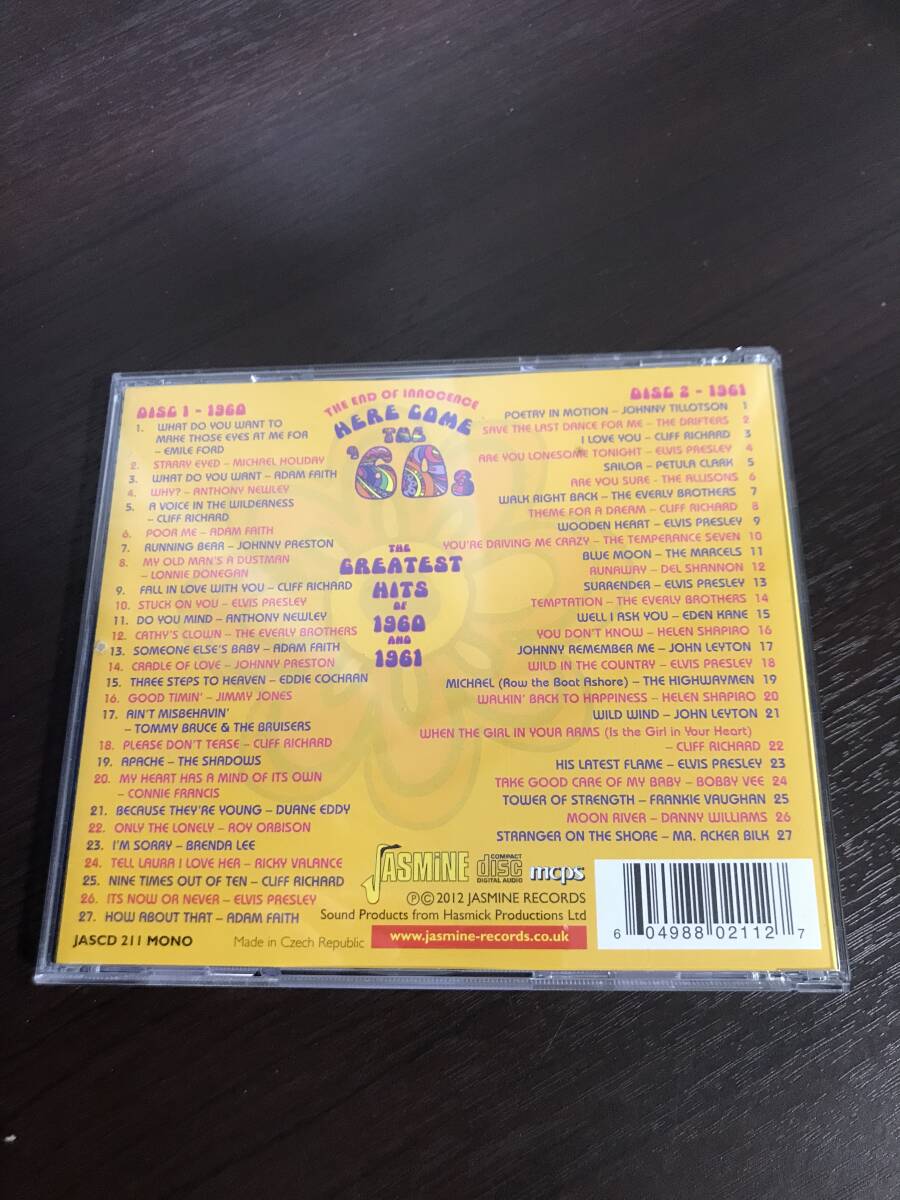 DISC 1 - 1960
1. WHAT DO YOU WANT TO
MAKE THOSE EYES AT ME FOR
– EMILE FORD
2. STARRY EYED – MICHAEL HOLIDAY
3. WHAT DO YOU WANT – ADAM FAITH
4. WHY? – ANTHONY NEWLEY
5. A VOICE IN THE WILDERNESS
– CLIFF RICHARD
6. POOR ME – ADAM FAITH
7. RUNNING BEAR – JOHNNY PRESTON
8. MY OLD MAN'S A DUSTMAN
– LONNIE DONEGAN
9. FALL IN LOVE WITH YOU – CLIFF RICHARD
10. STUCK ON YOU – ELVIS PRESLEY
11. DO YOU MIND – ANTHONY NEWLEY
12. CATHY'S CLOWN – THE EVERLY BROTHERS
13. SOMEONE ELSE'S BABY – ADAM FAITH
14. CRADLE OF LOVE – JOHNNY PRESTON
15. THREE STEPS TO HEAVEN – EDDIE COCHRAN
16. GOOD TIMIN' – JIMMY JONES
17. AIN'T MISBEHAVIN'
– TOMMY BRUCE & THE BRUISERS
18. PLEASE DON'T TEASE – CLIFF RICHARD
19. APACHE – THE SHADOWS
20. MY HEART HAS A MIND OF ITS OWN
– CONNIE FRANCIS
21. BECAUSE THEY'RE YOUNG – DUANE EDDY
22. ONLY THE LONELY – ROY ORBISON
23. I'M SORRY – BRENDA LEE
24. TELL LAURA I LOVE HER – RICKY VALANCE
25. NINE TIMES OUT OF TEN – CLIFF RICHARD
26. ITS NOW OR NEVER – ELVIS PRESLEY
27. HOW ABOUT THAT – ADAM FAITH
JASCD 211 MONO
Made in Czech Republic
THE END OF INNOCENCE
HERE COME
THE
'60s
THE
GREATEST
HITS
OF
1960
AND
1961
DISC 2 - 1961
POETRY IN MOTION – JOHNNY TILLOTSON 1
SAVE THE LAST DANCE FOR ME – THE DRIFTERS 2
I LOVE YOU – CLIFF RICHARD 3
ARE YOU LONESOME TONIGHT – ELVIS PRESLEY 4
SAILOR – PETULA CLARK 5
ARE YOU SURE – THE ALLISONS 6
WALK RIGHT BACK – THE EVERLY BROTHERS 7
THEME FOR A DREAM – CLIFF RICHARD 8
WOODEN HEART – ELVIS PRESLEY 9
YOU'RE DRIVING ME CRAZY – THE TEMPERANCE SEVEN 10
BLUE MOON – THE MARCELS 11
RUNAWAY – DEL SHANNON 12
SURRENDER – ELVIS PRESLEY 13
TEMPTATION – THE EVERLY BROTHERS 14
WELL I ASK YOU – EDEN KANE 15
YOU DON'T KNOW – HELEN SHAPIRO 16
JOHNNY REMEMBER ME – JOHN LEYTON 17
WILD IN THE COUNTRY – ELVIS PRESLEY 18
MICHAEL (Row the Boat Ashore) – THE HIGHWAYMEN 19
WALKIN' BACK TO HAPPINESS – HELEN SHAPIRO 20
WILD WIND – JOHN LEYTON 21
WHEN THE GIRL IN YOUR ARMS (Is the Girl in Your Heart)
– CLIFF RICHARD 22
HIS LATEST FLAME – ELVIS PRESLEY 23
TAKE GOOD CARE OF MY BABY – BOBBY VEE 24
TOWER OF STRENGTH – FRANKIE VAUGHAN 25
MOON RIVER – DANNY WILLIAMS 26
STRANGER ON THE SHORE – MR. ACKER BILK 27
JASMINE
COMPACT
disc
DIGITAL AUDIO
mcps
℗© 2012 JASMINE RECORDS
Sound Products from Hasmick Productions Ltd
www.jasmine-records.co.uk
6 04988 02112 7